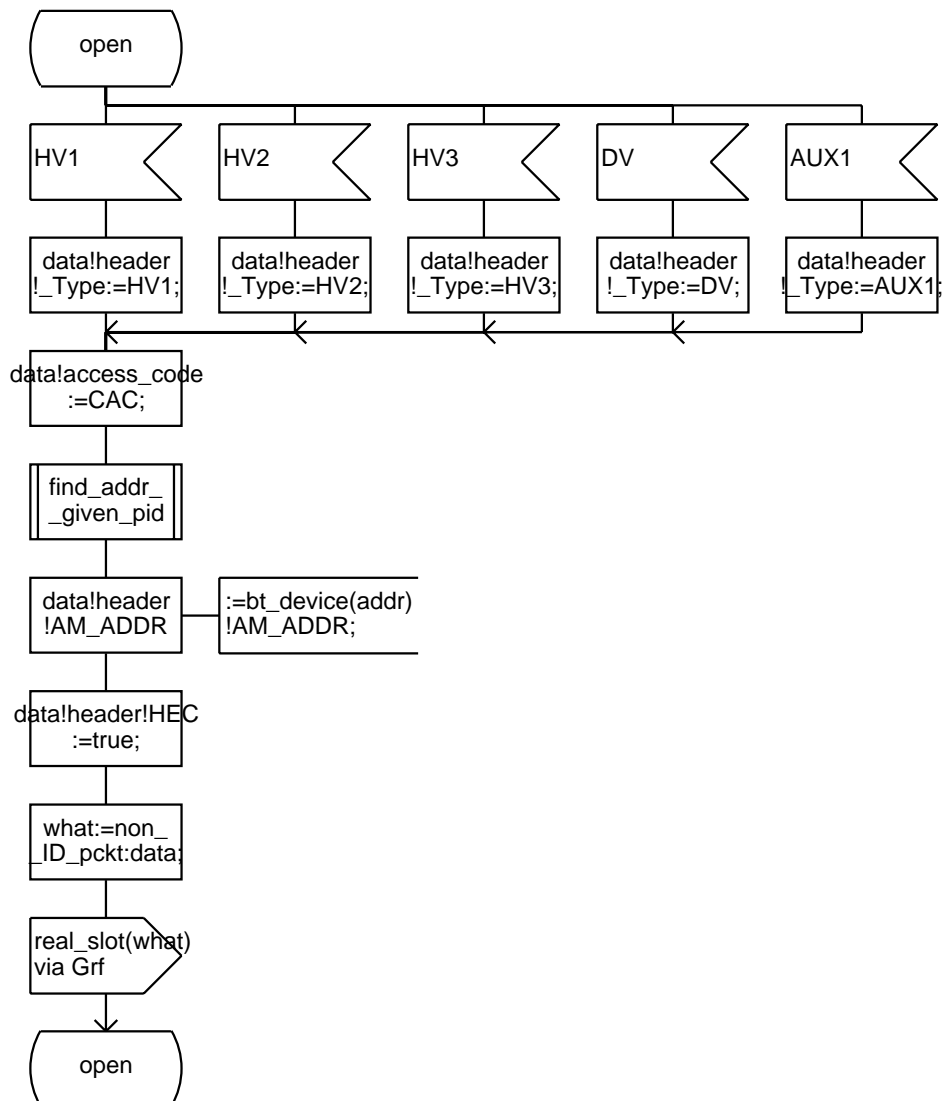 open
HV1
HV2
HV3
DV
AUX1
data!header
!_Type:=HV1;
data!header
!_Type:=HV2;
data!header
!_Type:=HV3;
data!header
!_Type:=DV;
data!header
!_Type:=AUX1;
data!access_code
:=CAC;
find_addr_
_given_pid
data!header
!AM_ADDR
:=bt_device(addr)
!AM_ADDR;
data!header!HEC
:=true;
what:=non_
_ID_pckt:data;
real_slot(what)
via Grf
open